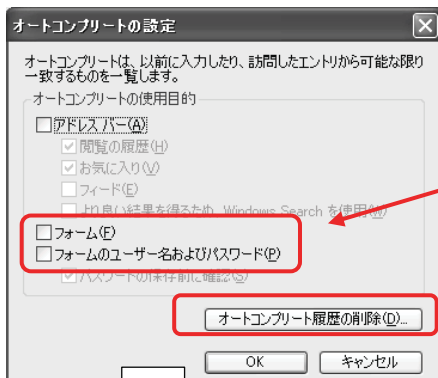 オートコンプリートの設定
オートコンプリートは、以前に入力したり、訪問したエントリから可能な限り
一致するものを一覧します。
オートコンプリートの使用目的
アドレス バー(A)
閲覧の履歴(H)
お気に入り(V)
フィード(E)
より良い結果を得るため、Windows Search を使用(W)
フォーム(F)
フォームのユーザー名およびパスワード(P)
パスワードの保存前に確認(S)
オートコンプリート履歴の削除(D)...
OK
キャンセル